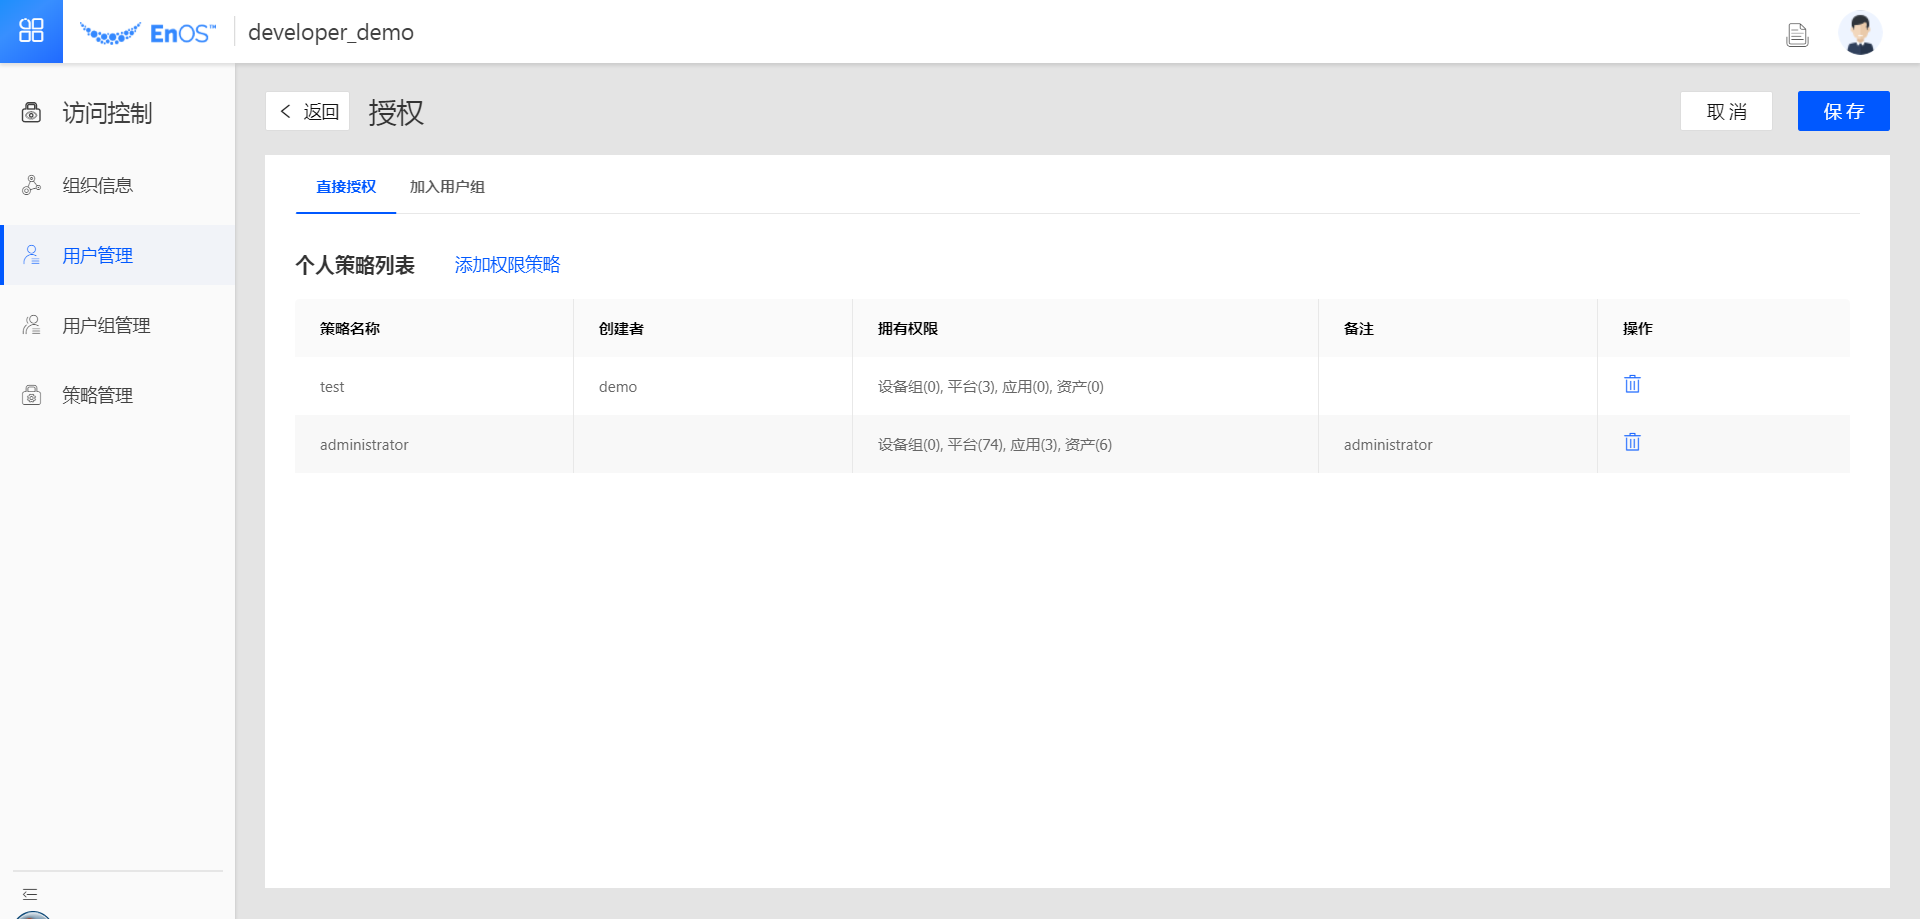 EnOS™ developer_demo
访问控制
组织信息
用户管理
用户组管理
策略管理
返回 授权 取消 保存
直接授权 加入用户组
个人策略列表 添加权限策略
策略名称 创建者 拥有权限 备注 操作
test demo 设备组(0), 平台(3), 应用(0), 资产(0)
administrator 设备组(0), 平台(74), 应用(3), 资产(6) administrator